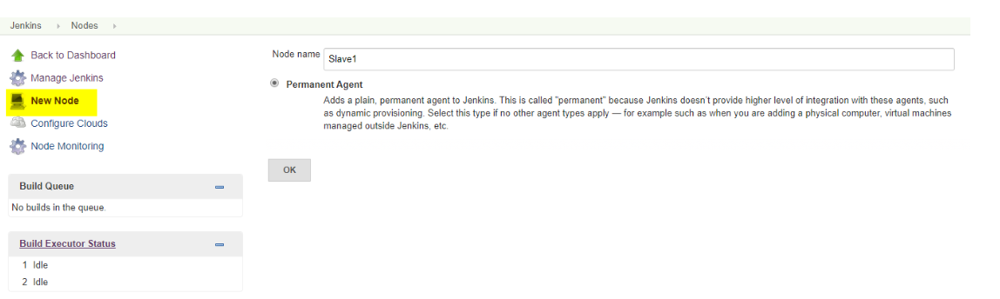 Jenkins
Nodes
Back to Dashboard
Manage Jenkins
New Node
Configure Clouds
Node Monitoring
Build Queue
No builds in the queue.
Build Executor Status
1 Idle
2 Idle
Node name
Slave1
Permanent Agent
Adds a plain, permanent agent to Jenkins. This is called "permanent" because Jenkins doesn't provide higher level of integration with these agents, such
as dynamic provisioning. Select this type if no other agent types apply — for example such as when you are adding a physical computer, virtual machines
managed outside Jenkins, etc.
OK